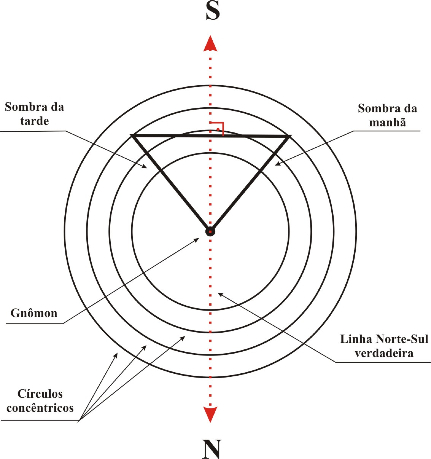 S
Sombra da
tarde
Sombra da
manhã
Gnômon
Linha Norte-Sul
verdadeira
Círculos
concêntricos
N